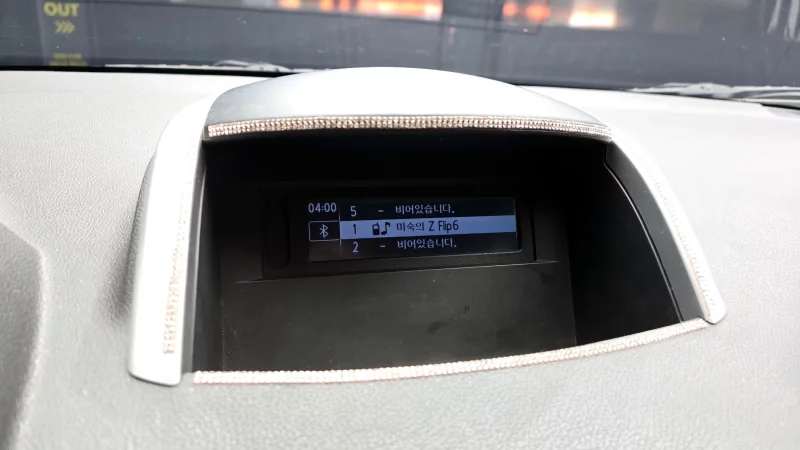 OUT
04:00
5 - 비어있습니다.
1 미숙의 Z Flip6
2 - 비어있습니다.